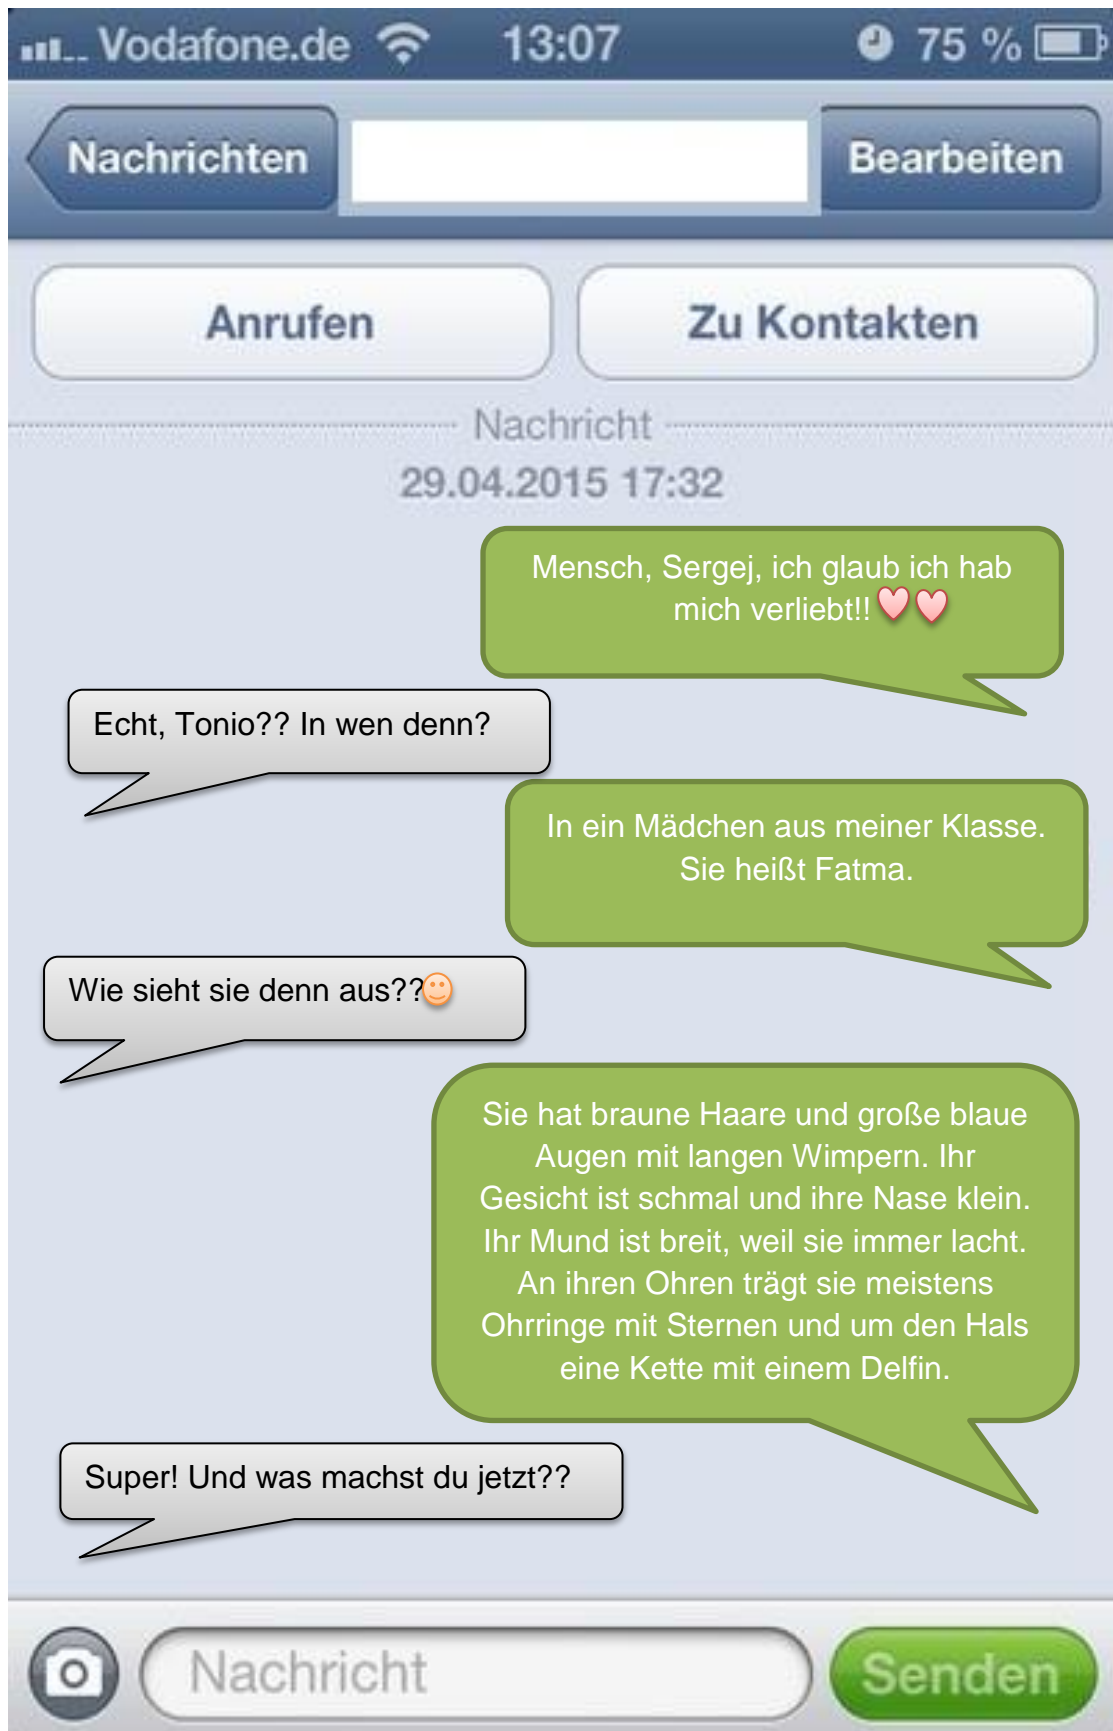 Vodafone.de 13:07 75 %
Nachrichten Bearbeiten
Anrufen Zu Kontakten
Nachricht
29.04.2015 17:32
Mensch, Sergej, ich glaub ich hab
mich verliebt!!
Echt, Tonio?? In wen denn?
In ein Mädchen aus meiner Klasse.
Sie heißt Fatma.
Wie sieht sie denn aus??
Sie hat braune Haare und große blaue
Augen mit langen Wimpern. Ihr
Gesicht ist schmal und ihre Nase klein.
Ihr Mund ist breit, weil sie immer lacht.
An ihren Ohren trägt sie meistens
Ohrringe mit Sternen und um den Hals
eine Kette mit einem Delfin.
Super! Und was machst du jetzt??
Nachricht Senden